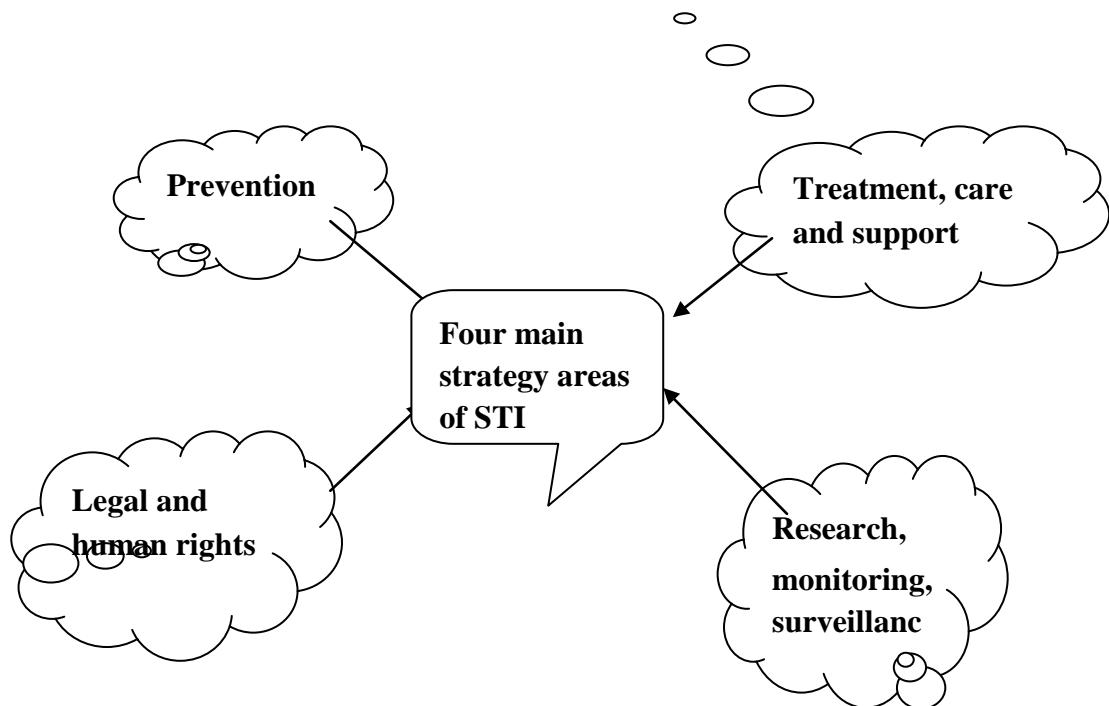 Prevention
Treatment, care
and support
Four main
strategy areas
of STI
Legal and
human rights
Research,
monitoring,
surveillanc